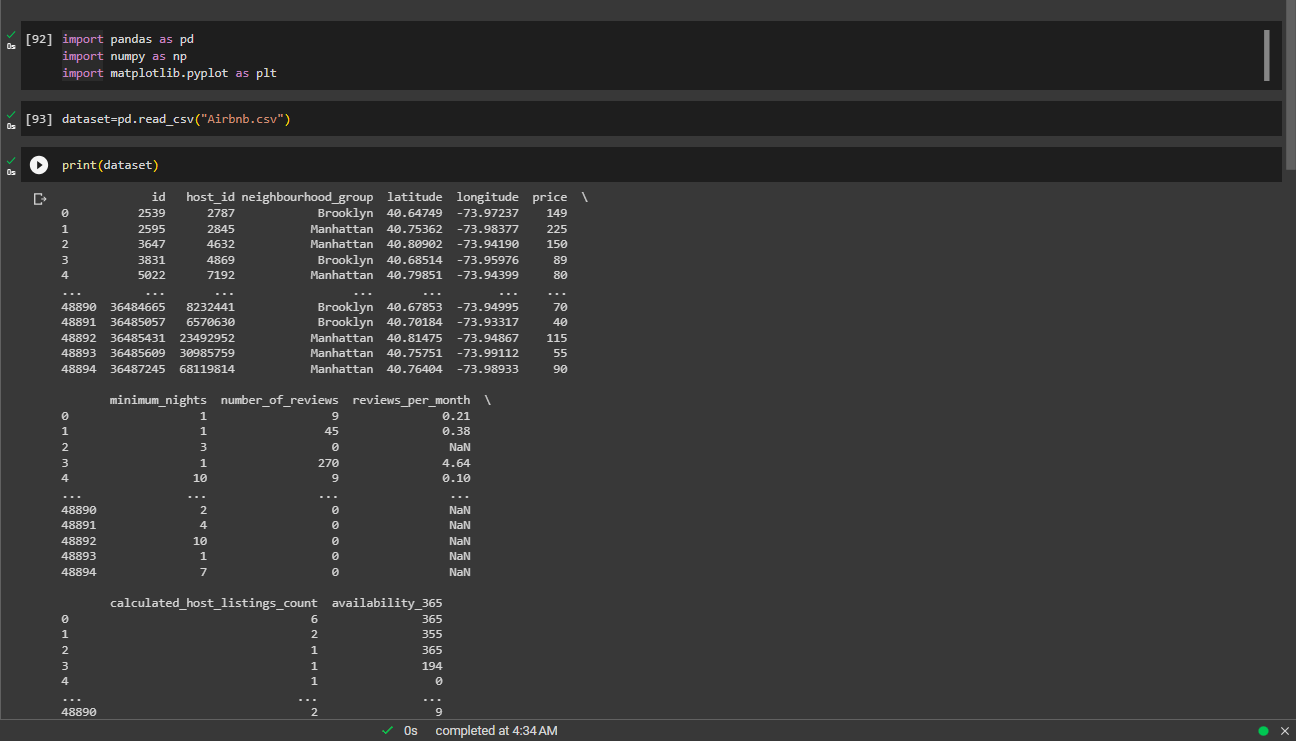 [92] import pandas as pd
import numpy as np
import matplotlib.pyplot as plt
0s
[93] dataset=pd.read_csv("Airbnb.csv")
0s
print(dataset)
0s
id host_id neighbourhood_group latitude longitude price \
0 2539 2787 Brooklyn 40.64749 -73.97237 149
1 2595 2845 Manhattan 40.75362 -73.98377 225
2 3647 4632 Manhattan 40.80902 -73.94190 150
3 3831 4869 Brooklyn 40.68514 -73.95976 89
4 5022 7192 Manhattan 40.79851 -73.94399 80
... ... ... ... ... ... ...
48890 36484665 8232441 Brooklyn 40.67853 -73.94995 70
48891 36485057 6570630 Brooklyn 40.70184 -73.93317 40
48892 36485431 23492952 Manhattan 40.81475 -73.94867 115
48893 36485609 30985759 Manhattan 40.75751 -73.99112 55
48894 36487245 68119814 Manhattan 40.76404 -73.98933 90
minimum_nights number_of_reviews reviews_per_month \
0 1 9 0.21
1 1 45 0.38
2 3 0 NaN
3 1 270 4.64
4 10 9 0.10
... ... ... ...
48890 2 0 NaN
48891 4 0 NaN
48892 10 0 NaN
48893 1 0 NaN
48894 7 0 NaN
calculated_host_listings_count availability_365
0 6 365
1 2 355
2 1 365
3 1 194
4 1 0
... ... ...
48890 2 9
0s completed at 4:34 AM